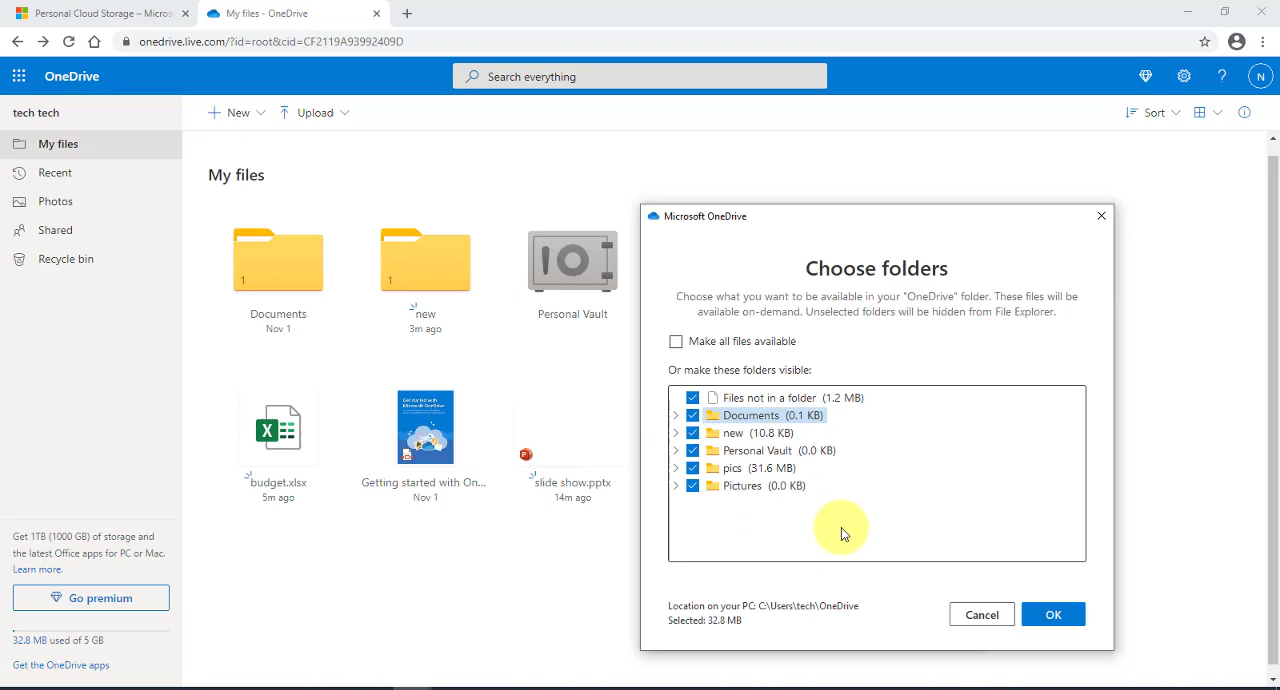 Personal Cloud Storage – Micros
My files - OneDrive
onedrive.live.com/?id=root&cid=CF2119A93992409D
OneDrive
Search everything
?
N
tech tech
New
Upload
Sort
My files
Recent
Photos
Shared
Recycle bin
My files
1
Documents
Nov 1
1
new
3m ago
Personal Vault
X
budget.xlsx
5m ago
Get started with
Microsoft OneDrive
Getting started with On...
Nov 1
P
slide show.pptx
14m ago
Get 1TB (1000 GB) of storage and
the latest Office apps for PC or Mac.
Learn more.
Go premium
32.8 MB used of 5 GB
Get the OneDrive apps
Microsoft OneDrive
Choose folders
Choose what you want to be available in your "OneDrive" folder. These files will be
available on-demand. Unselected folders will be hidden from File Explorer.
Make all files available
Or make these folders visible:
Files not in a folder (1.2 MB)
Documents (0.1 KB)
new (10.8 KB)
Personal Vault (0.0 KB)
pics (31.6 MB)
Pictures (0.0 KB)
Location on your PC: C:\Users\tech\OneDrive
Selected: 32.8 MB
Cancel
OK